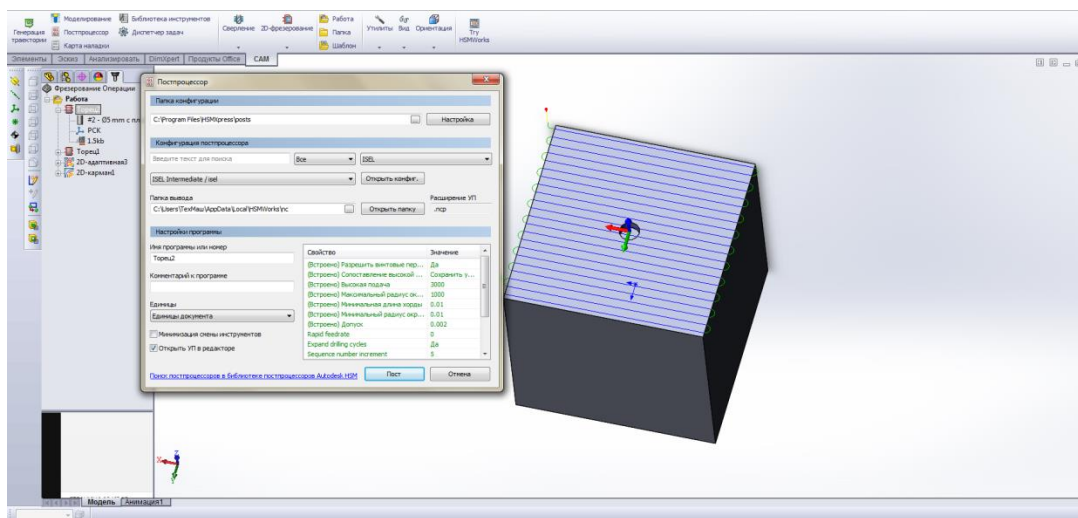 Генерация траектории
Моделирование
Постпроцессор
Карта наладки
Библиотека инструментов
Диспетчер задач
Сверление
2D-фрезерование
Работа
Папка
Шаблон
Утилиты
Вид
Ориентация
Try HSMWorks
Элементы Эскиз Анализировать DimXpert Продукты Office CAM
Фрезерование Операции
Работа
Торец2
#2 - Ø5 mm с пл
РСК
1.5kb
Торец1
2D-адаптивная3
2D-карман1
Постпроцессор
Папка конфигурации
C:\Program Files\HSMXpress\posts
Настройка
Конфигурация постпроцессора
Введите текст для поиска
Все
ISEL
ISEL Intermediate / isel
Открыть конфиг.
Папка вывода
Расширение УП
C:\Users\ТехМаш\AppData\Local\HSMWorks\nc
Открыть папку
.ncp
Настройки программы
Имя программы или номер
Торец2
Комментарий к программе
Единицы
Единицы документа
Минимизация смены инструментов
Открыть УП в редакторе
Свойство Значение
(Встроено) Разрешить винтовые пер... Да
(Встроено) Сопоставление высокой ... Сохранить у...
(Встроено) Высокая подача 3000
(Встроено) Максимальный радиус ок... 1000
(Встроено) Минимальная длина хорды 0.01
(Встроено) Минимальный радиус окр... 0.01
(Встроено) Допуск 0.002
Rapid feedrate 0
Expand drilling cycles Да
Sequence number increment 5
Поиск постпроцессоров в библиотеке постпроцессоров Autodesk HSM
Пост
Отмена
X
Z
Y
Модель Анимация1